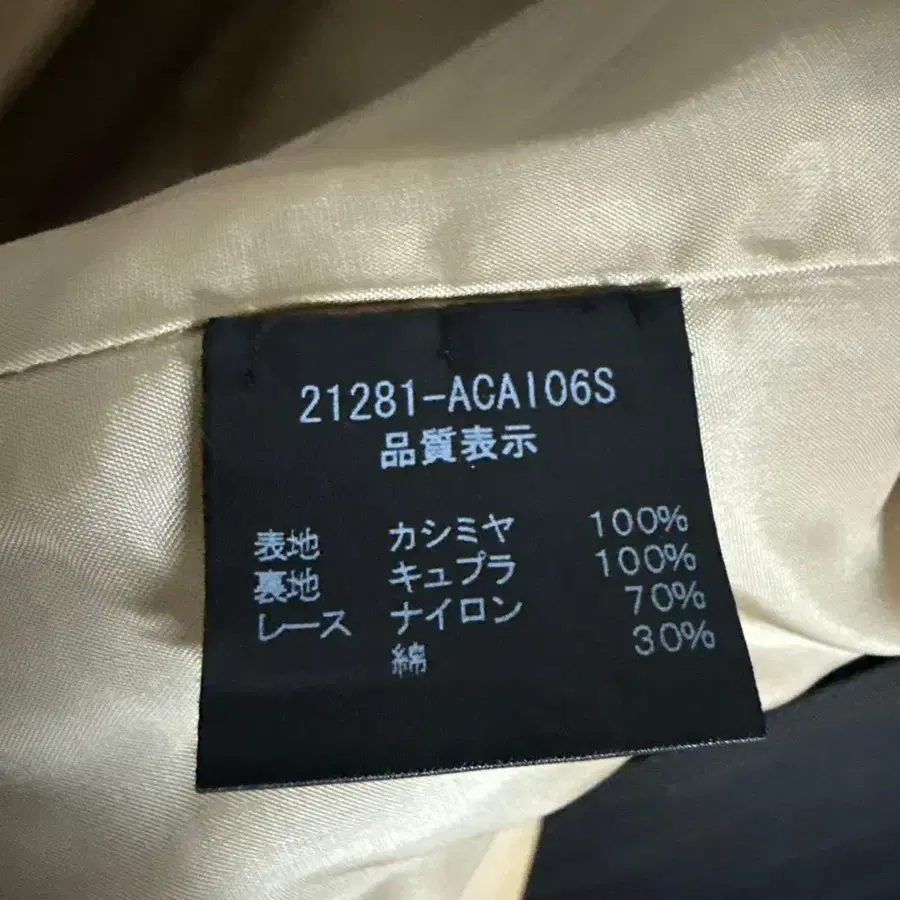 21281-ACAI06S
品質表示
表地 カシミヤ 100%
裏地 キュプラ 100%
レース ナイロン 70%
綿 30%